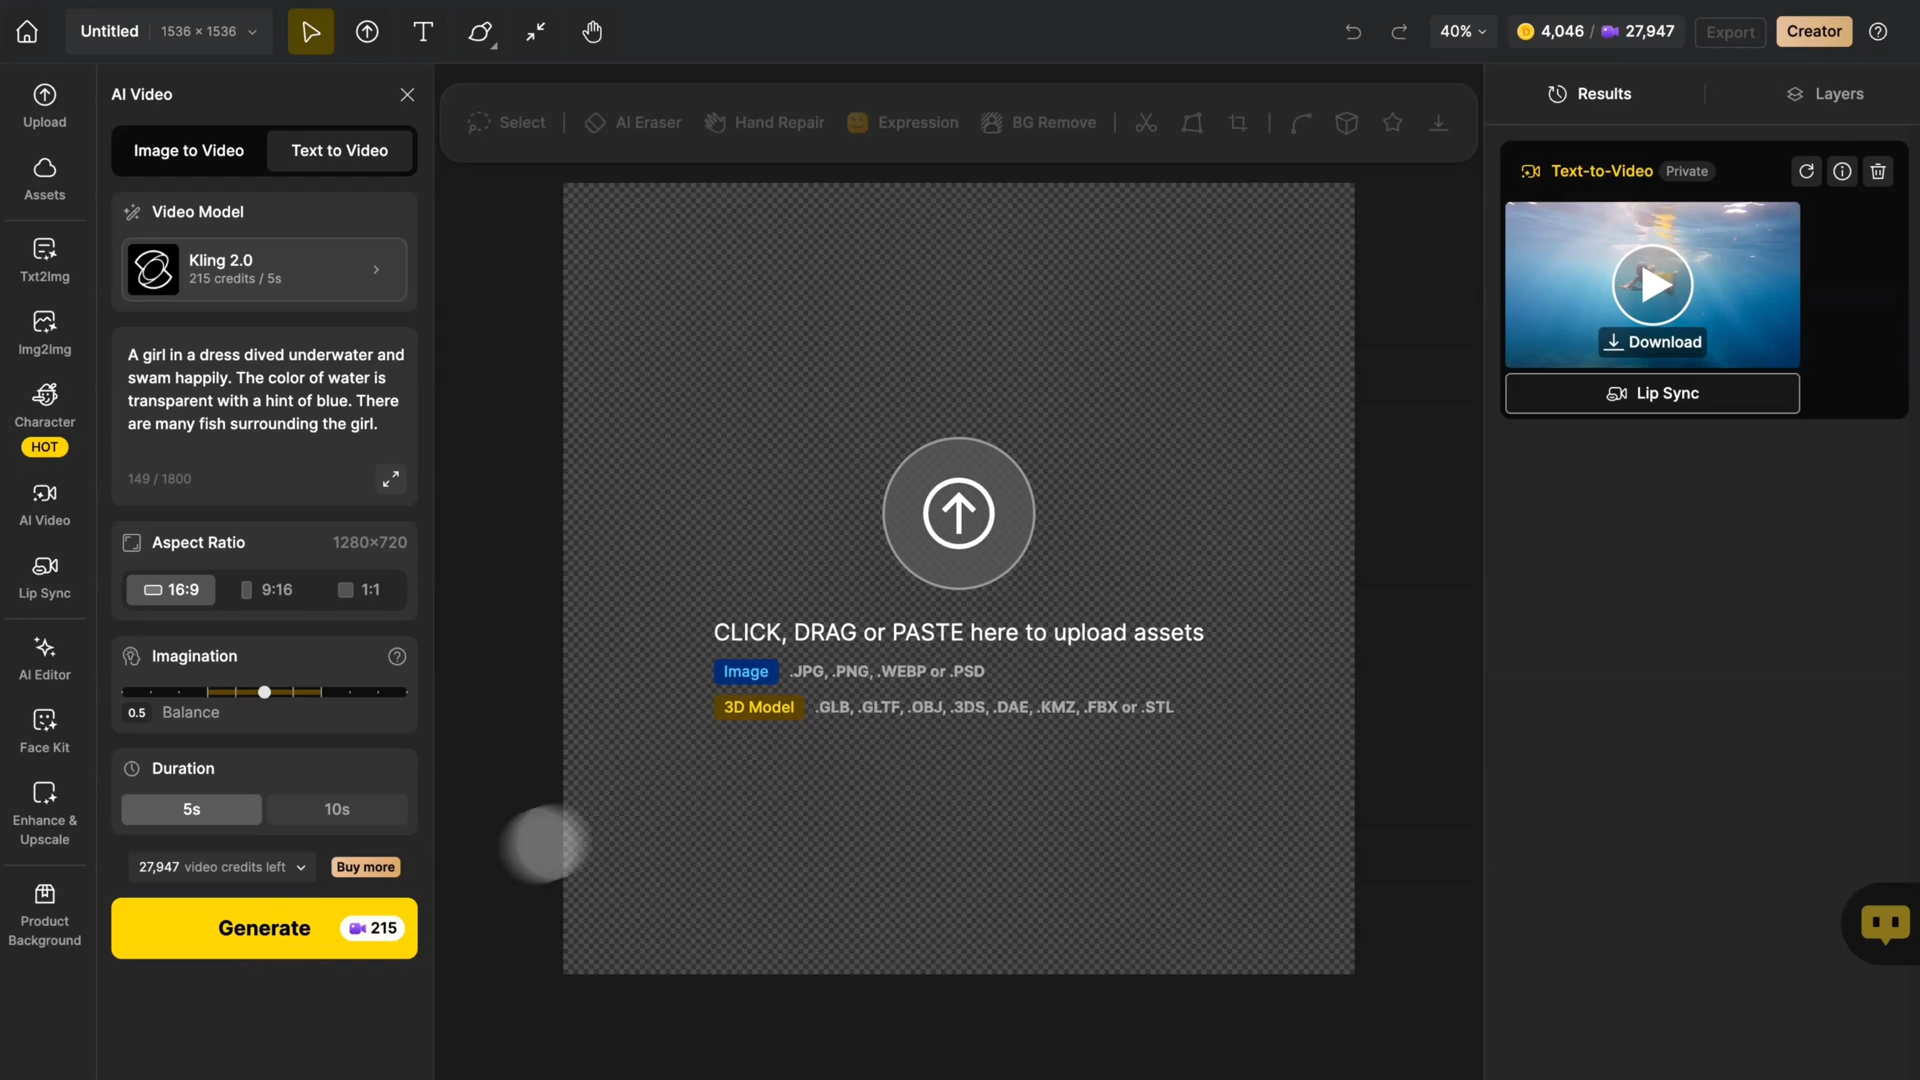 Untitled
1536 × 1536
T
40%
4,046 / 27,947
Export
Creator
Upload
Assets
Txt2Img
Img2Img
Character
HOT
AI Video
Lip Sync
AI Editor
Face Kit
Enhance &
Upscale
Product
Background
AI Video
Image to Video
Text to Video
Video Model
Kling 2.0
215 credits / 5s
A girl in a dress dived underwater and
swam happily. The color of water is
transparent with a hint of blue. There
are many fish surrounding the girl.
149 / 1800
Aspect Ratio
1280×720
16:9
9:16
1:1
Imagination
0.5
Balance
Duration
5s
10s
27,947 video credits left
Buy more
Generate
215
Select
AI Eraser
Hand Repair
Expression
BG Remove
CLICK, DRAG or PASTE here to upload assets
Image .JPG, .PNG, .WEBP or .PSD
3D Model .GLB, .GLTF, .OBJ, .3DS, .DAE, .KMZ, .FBX or .STL
Results
Layers
Text-to-Video
Private
Download
Lip Sync